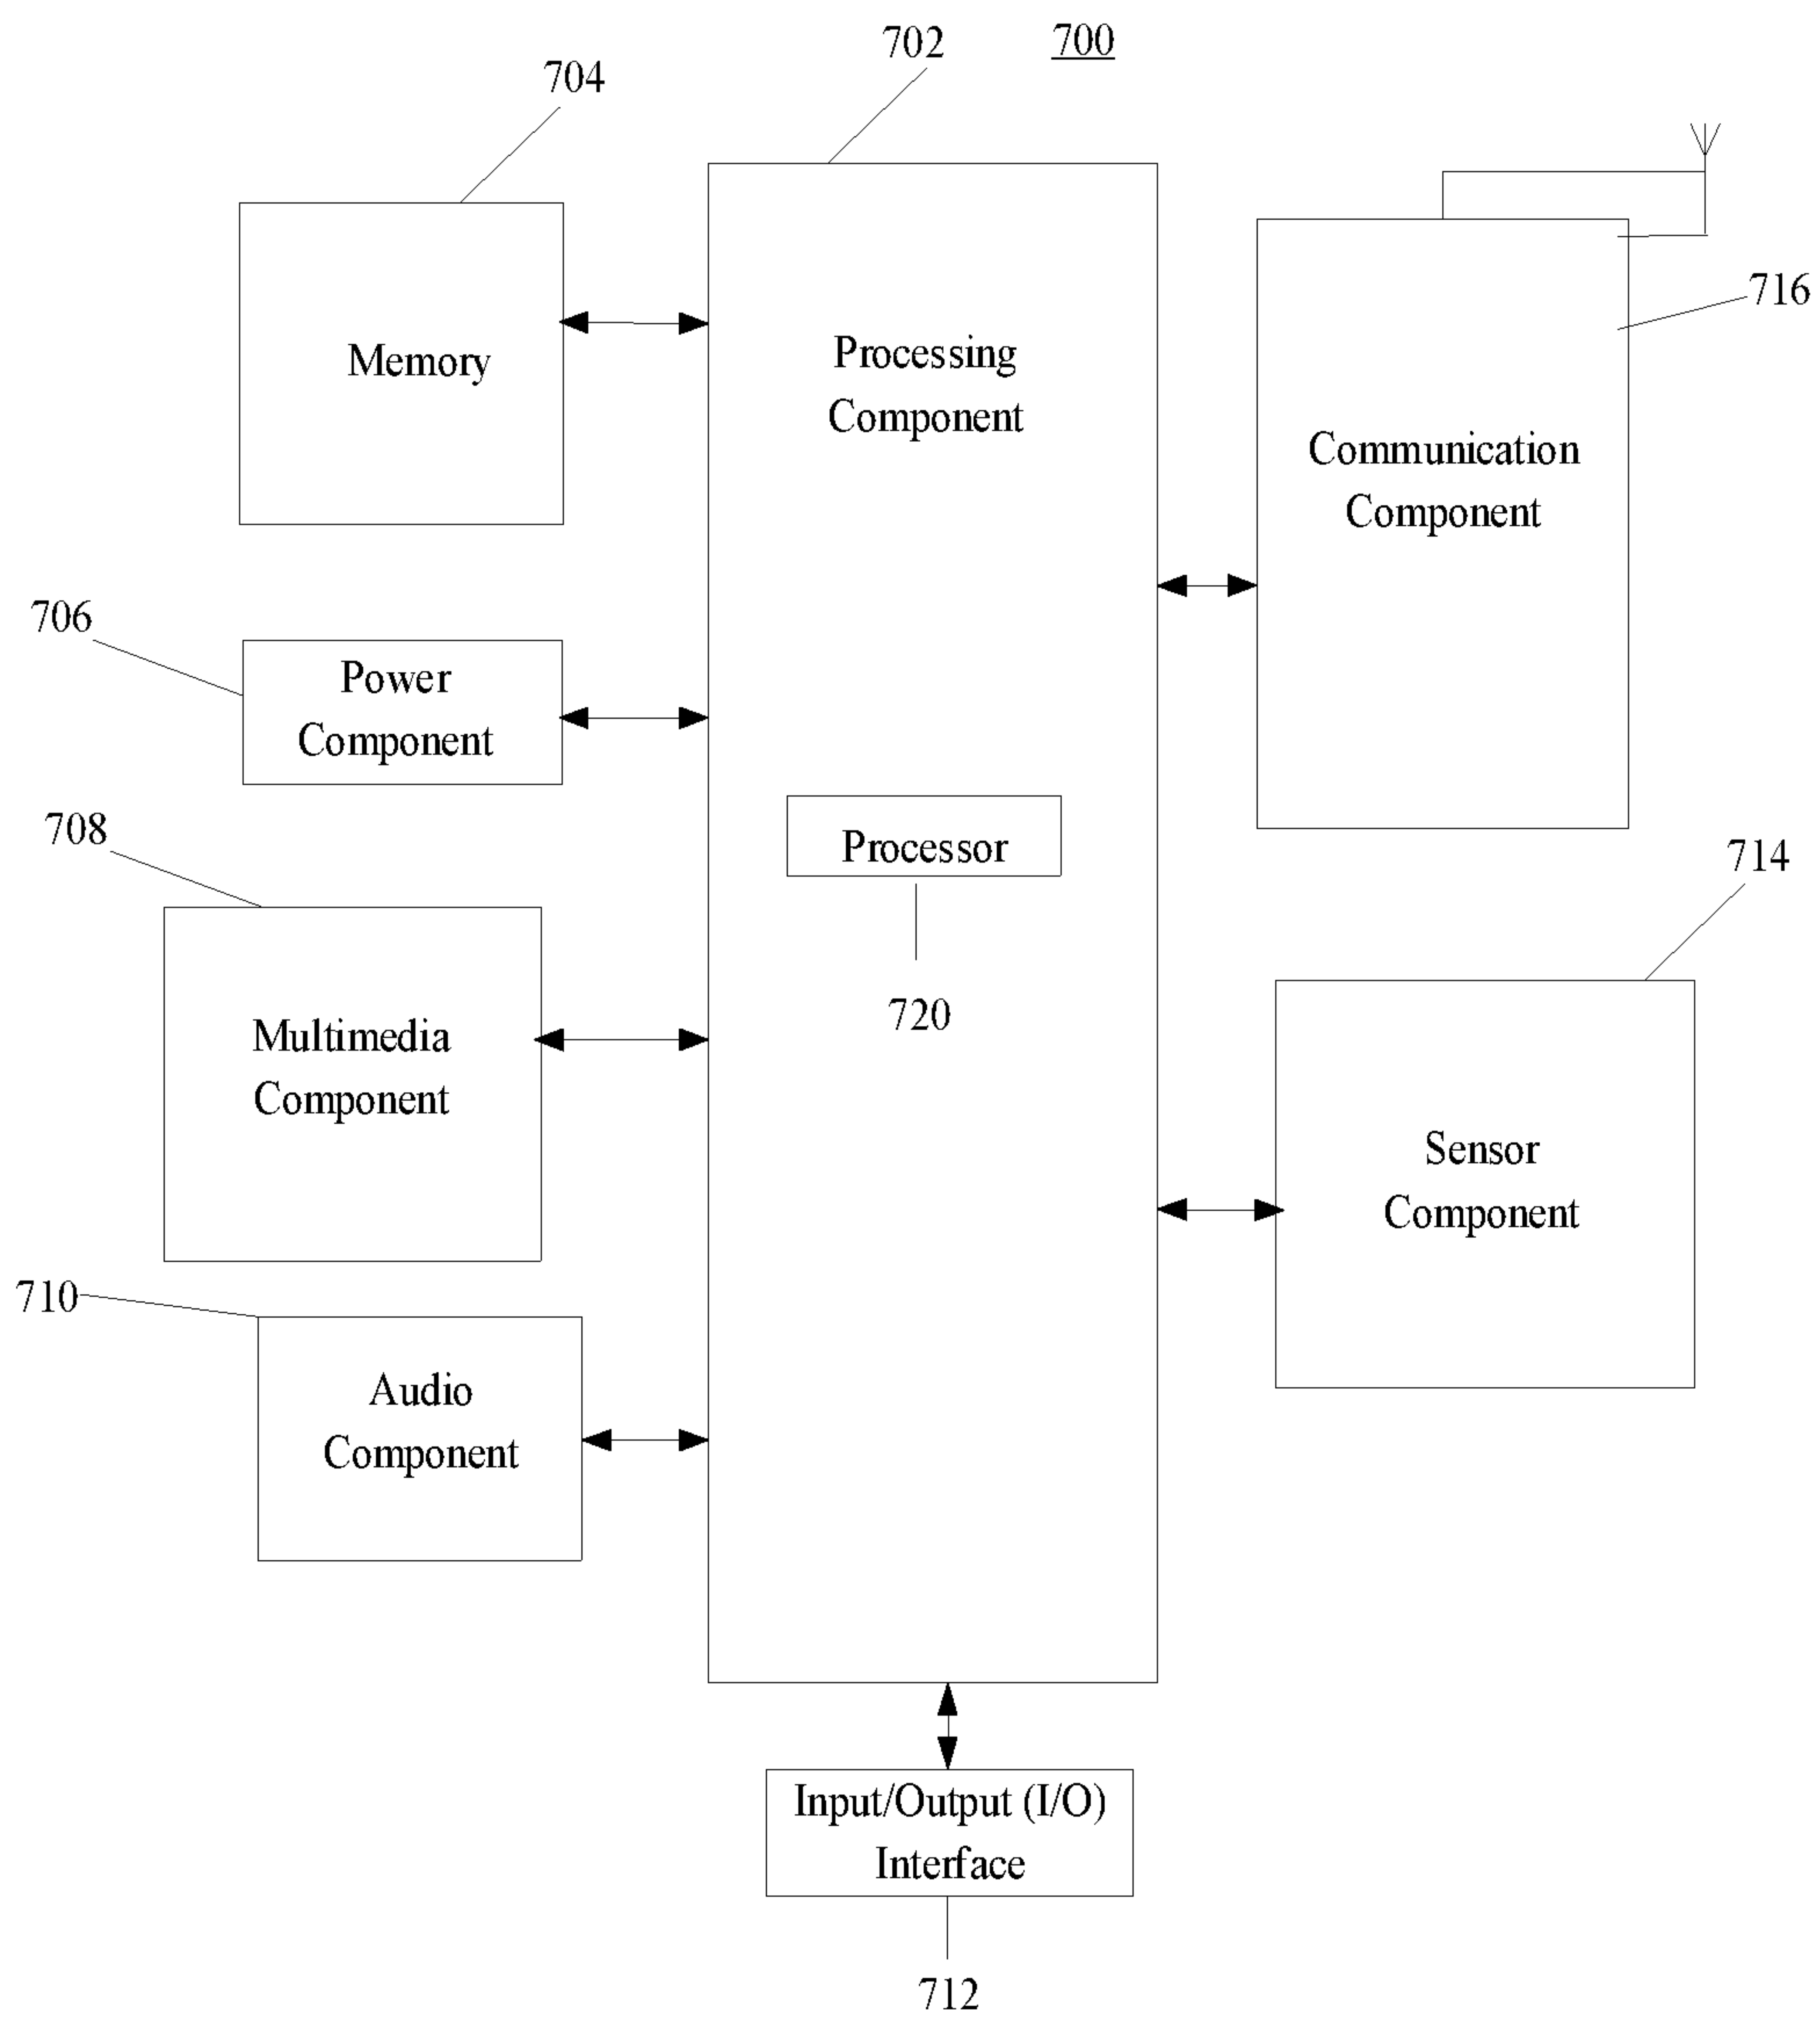 700
702
704
Memory
Processing
Component
716
Communication
Component
706
Power
Component
708
Processor
720
714
Multimedia
Component
Sensor
Component
710
Audio
Component
Input/Output (I/O)
Interface
712